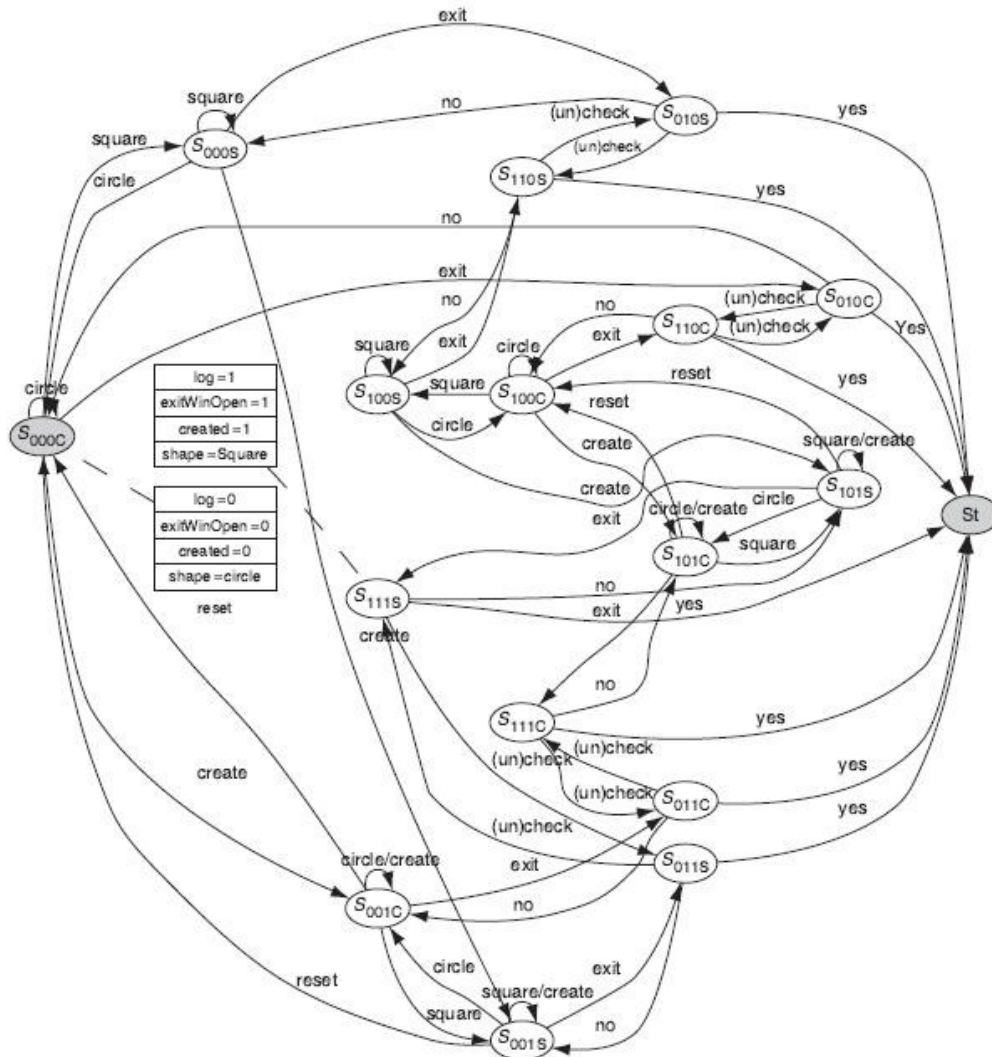 exit
square
no
(un)check
S010S
yes
square
S000S
(un)check
circle
S110S
yes
no
exit
S010C
no
no
S110C
(un)check
(un)check
Yes
square
exit
circle
exit
reset
yes
log=1
exitWinOpen=1
created=1
shape=Square
circle
S000C
S100S
square
S100C
circle
reset
create
square/create
log=0
exitWinOpen=0
created=0
shape=circle
create
exit
circle/create
circle
S101S
St
S101C
square
reset
S111S
no
exit
yes
create
no
S111C
yes
(un)check
(un)check
create
(un)check
(un)check
S011C
yes
S011S
yes
circle/create
exit
S001C
no
reset
circle
square/create
exit
square
S001S
no